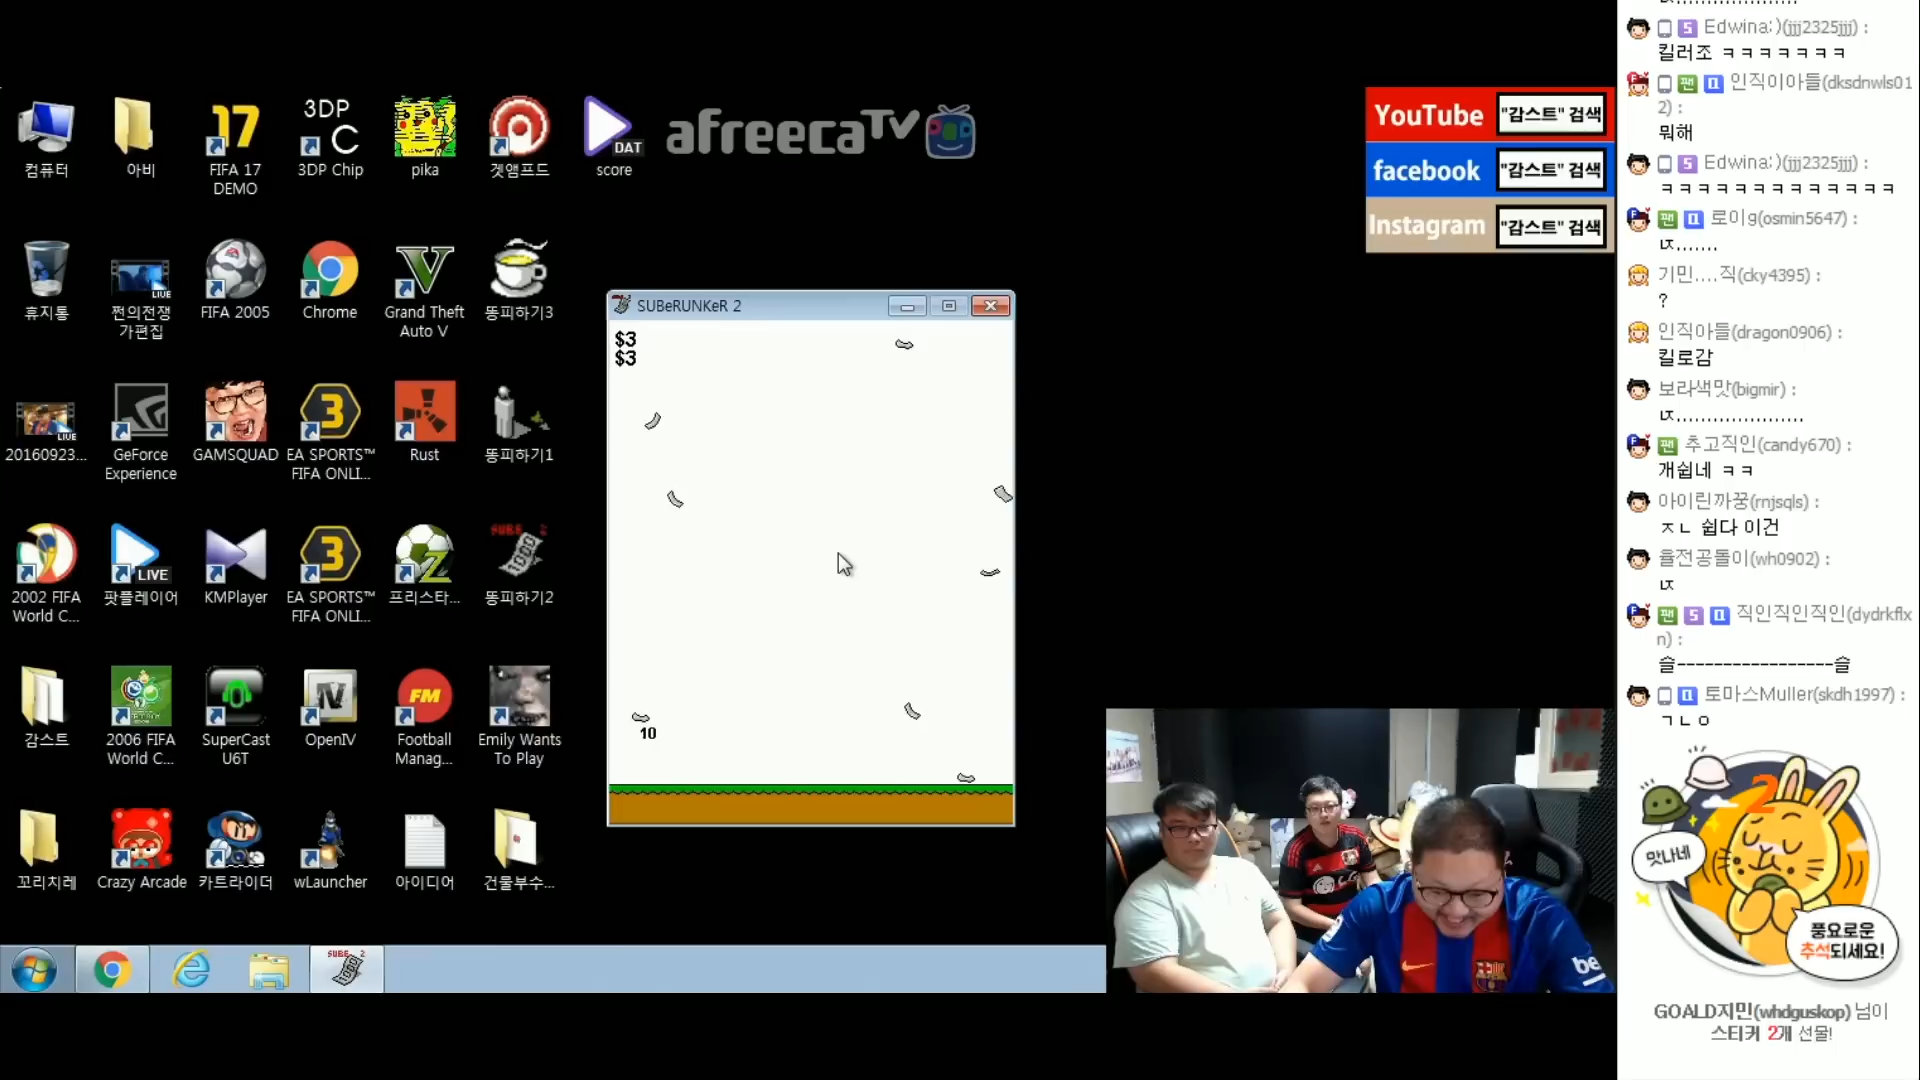 컴퓨터
아비
FIFA 17
DEMO
3DP
C
3DP Chip
pika
겟앰프드
DAT
score
afreecaTV
YouTube "감스트" 검색
facebook "감스트" 검색
Instagram "감스트" 검색
휴지통
LIVE
쩐의전쟁
가편집
FIFA 2005
Chrome
Grand Theft
Auto V
똥피하기3
LIVE
20160923...
GeForce
Experience
GAMSQUAD
EA SPORTS™
FIFA ONLI...
Rust
똥피하기1
2002 FIFA
World C...
LIVE
팟플레이어
KMPlayer
EA SPORTS™
FIFA ONLI...
프리스타...
SUBE 2
1000
똥피하기2
감스트
2006 FIFA
World C...
SuperCast
U6T
IV
OpenIV
FM
Football
Manag...
Emily Wants
To Play
꼬리치레
Crazy Arcade
카트라이더
wLauncher
아이디어
건물부수...
SUBeRUNKeR 2
$3
$3
10
SUBE 2
Edwina:)(jjj2325jjj) :
킬러조 ㅋㅋㅋㅋㅋㅋㅋ
인직이아들(dksdnwls01
2) :
뭐해
Edwina:)(jjj2325jjj) :
ㅋㅋㅋㅋㅋㅋㅋㅋㅋㅋㅋㅋㅋ
로이g(osmin5647) :
기민....직(cky4395) :
?
인직아들(dragon0906) :
킬로감
보라색맛(bigmir) :
추고직인(candy670) :
개쉽네 ㅋㅋ
아이린까꿍(rnjsqls) :
ㅈㄴ 쉽다 이건
율전공돌이(wh0902) :
직인직인직인(dydrkflx
n) :
슬-----------------슬
토마스Muller(skdh1997) :
ㄱㄴㅇ
2
맛나네
풍요로운
추석되세요!
GOALD지민(whdguskop) 님이
스티커 2개 선물!